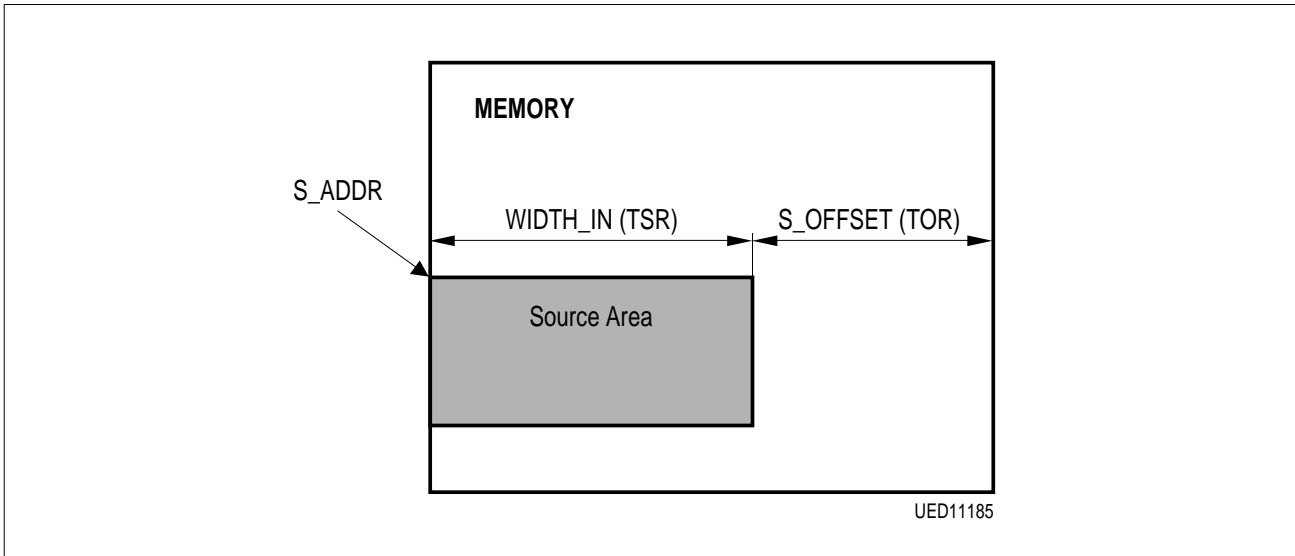 MEMORY
S_ADDR
WIDTH_IN (TSR)
S_OFFSET (TOR)
Source Area
UED11185